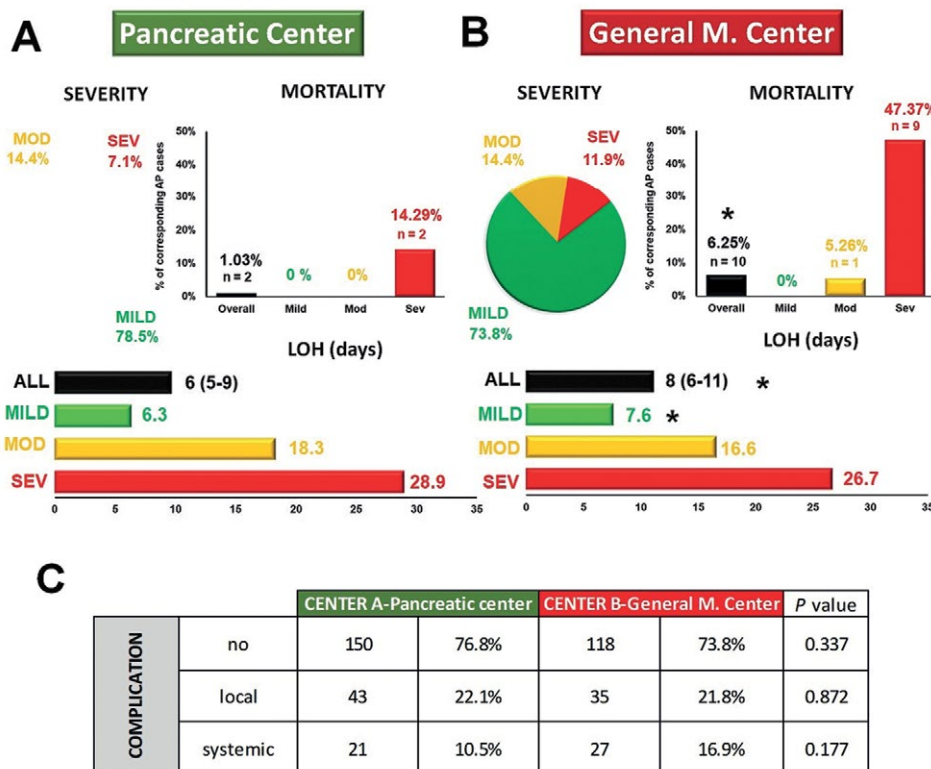 A
Pancreatic Center
SEVERITY
MOD
14.4%
SEV
7.1%
MILD
78.5%
MORTALITY
% of corresponding AP cases
50%
40%
30%
20%
10%
0%
1.03%
n = 2
0 %
0%
14.29%
n = 2
Overall Mild Mod Sev
LOH (days)
ALL 6 (5-9)
MILD 6.3
MOD 18.3
SEV 28.9
0 5 10 15 20 25 30 35
B
General M. Center
SEVERITY
MOD
14.4%
SEV
11.9%
MILD
73.8%
MORTALITY
% of corresponding AP cases
50%
40%
30%
20%
10%
0%
*
6.25%
n = 10
0%
5.26%
n = 1
47.37%
n = 9
Overall Mild Mod Sev
LOH (days)
ALL 8 (6-11) *
MILD 7.6 *
MOD 16.6
SEV 26.7
0 5 10 15 20 25 30 35
C
CENTER A-Pancreatic center CENTER B-General M. Center P value
COMPLICATION
no 150 76.8% 118 73.8% 0.337
local 43 22.1% 35 21.8% 0.872
systemic 21 10.5% 27 16.9% 0.177